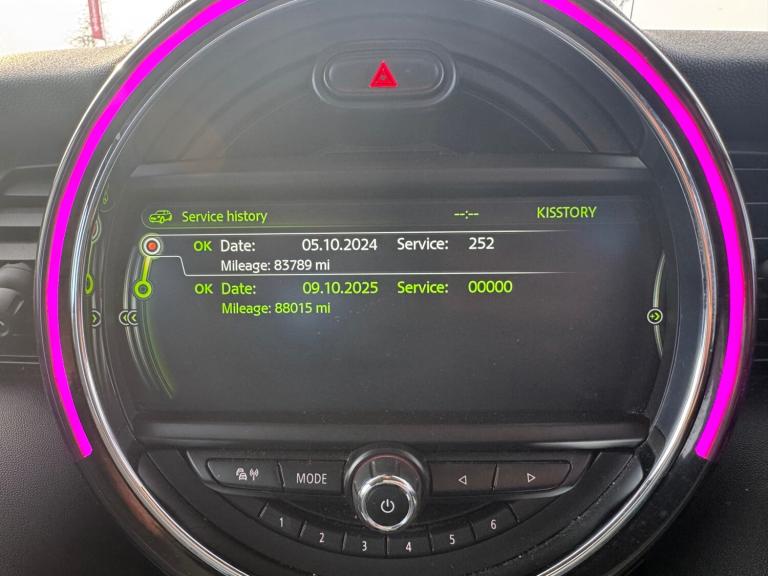 Service history --:-- KISSTORY
OK Date: 05.10.2024 Service: 252
Mileage: 83789 mi
OK Date: 09.10.2025 Service: 00000
Mileage: 88015 mi
MODE
1 2 3 4 5 6